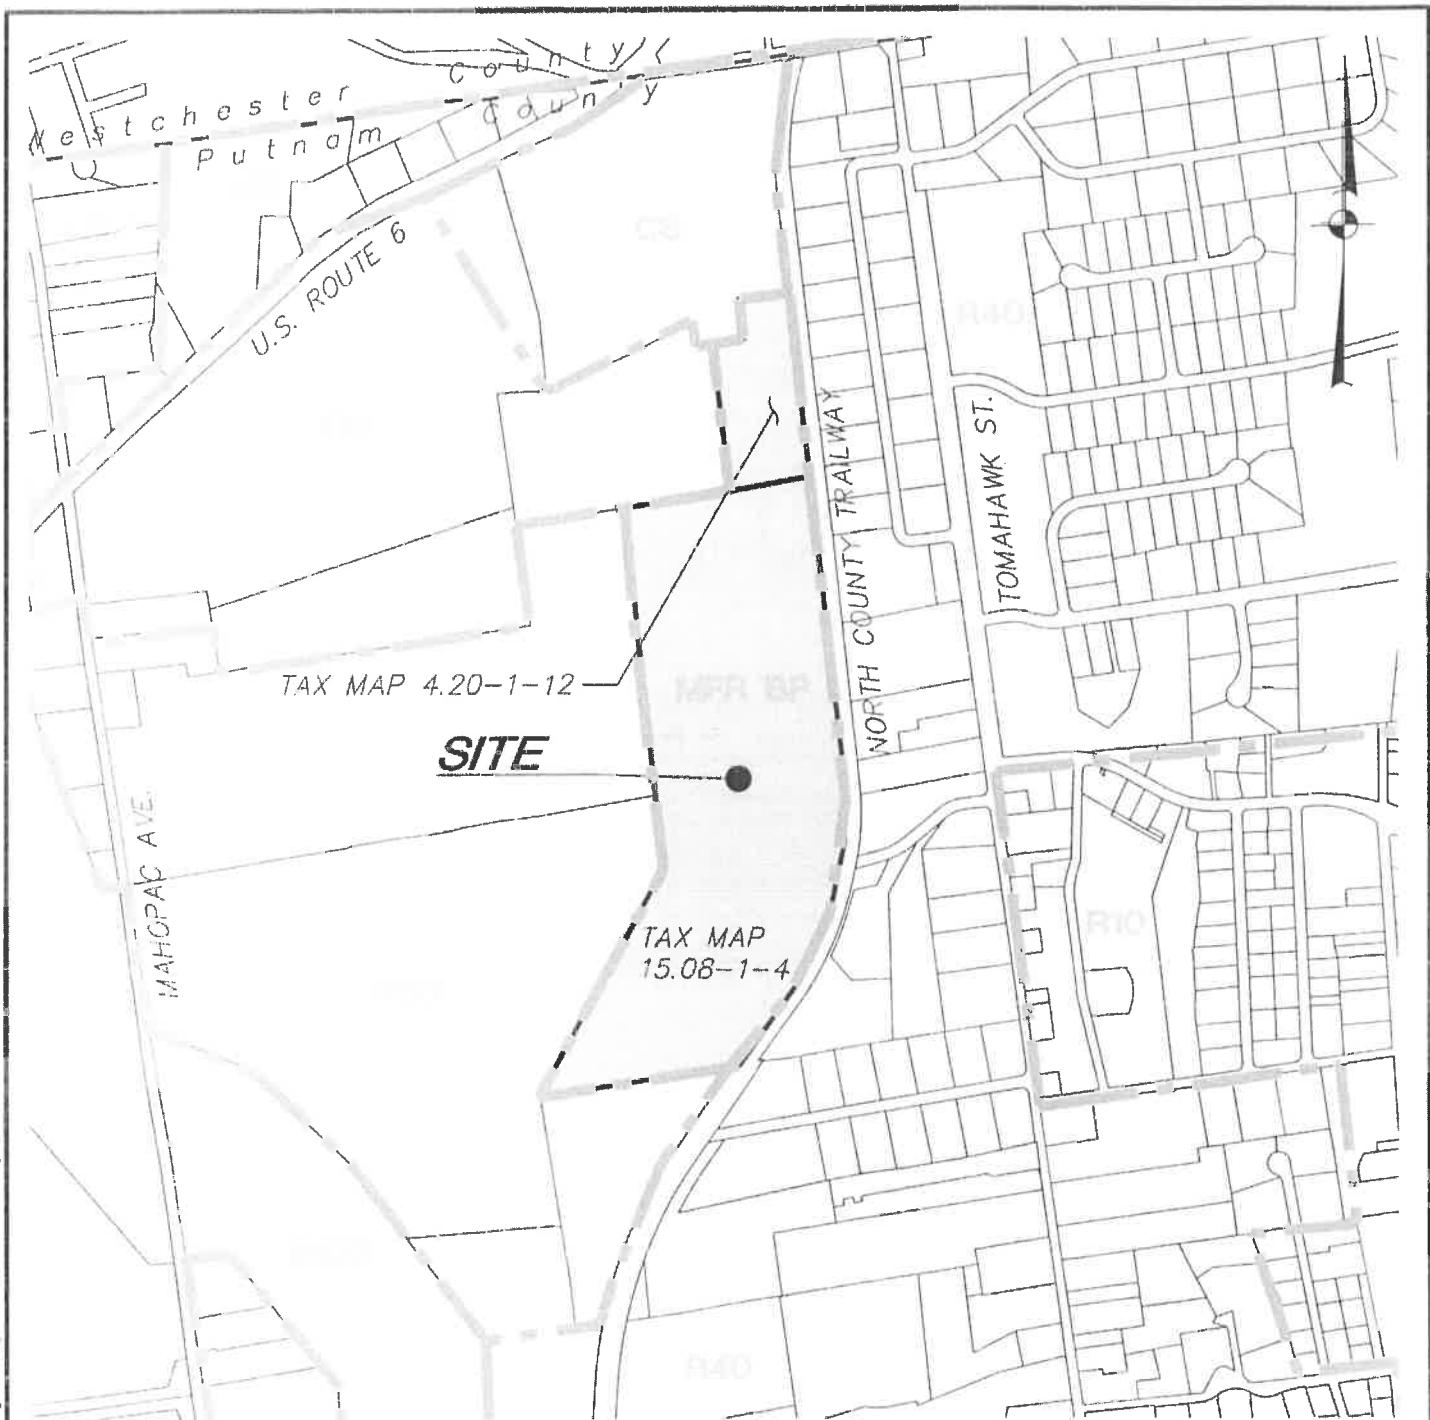 Westchester County
Putnam County
U.S. ROUTE 6
R40
NORTH COUNTY TRAILWAY
TOMAHAWK ST.
TAX MAP 4.20-1-12
SITE
MAHOPAC AVE.
TAX MAP
15.08-1-4
R10
R40